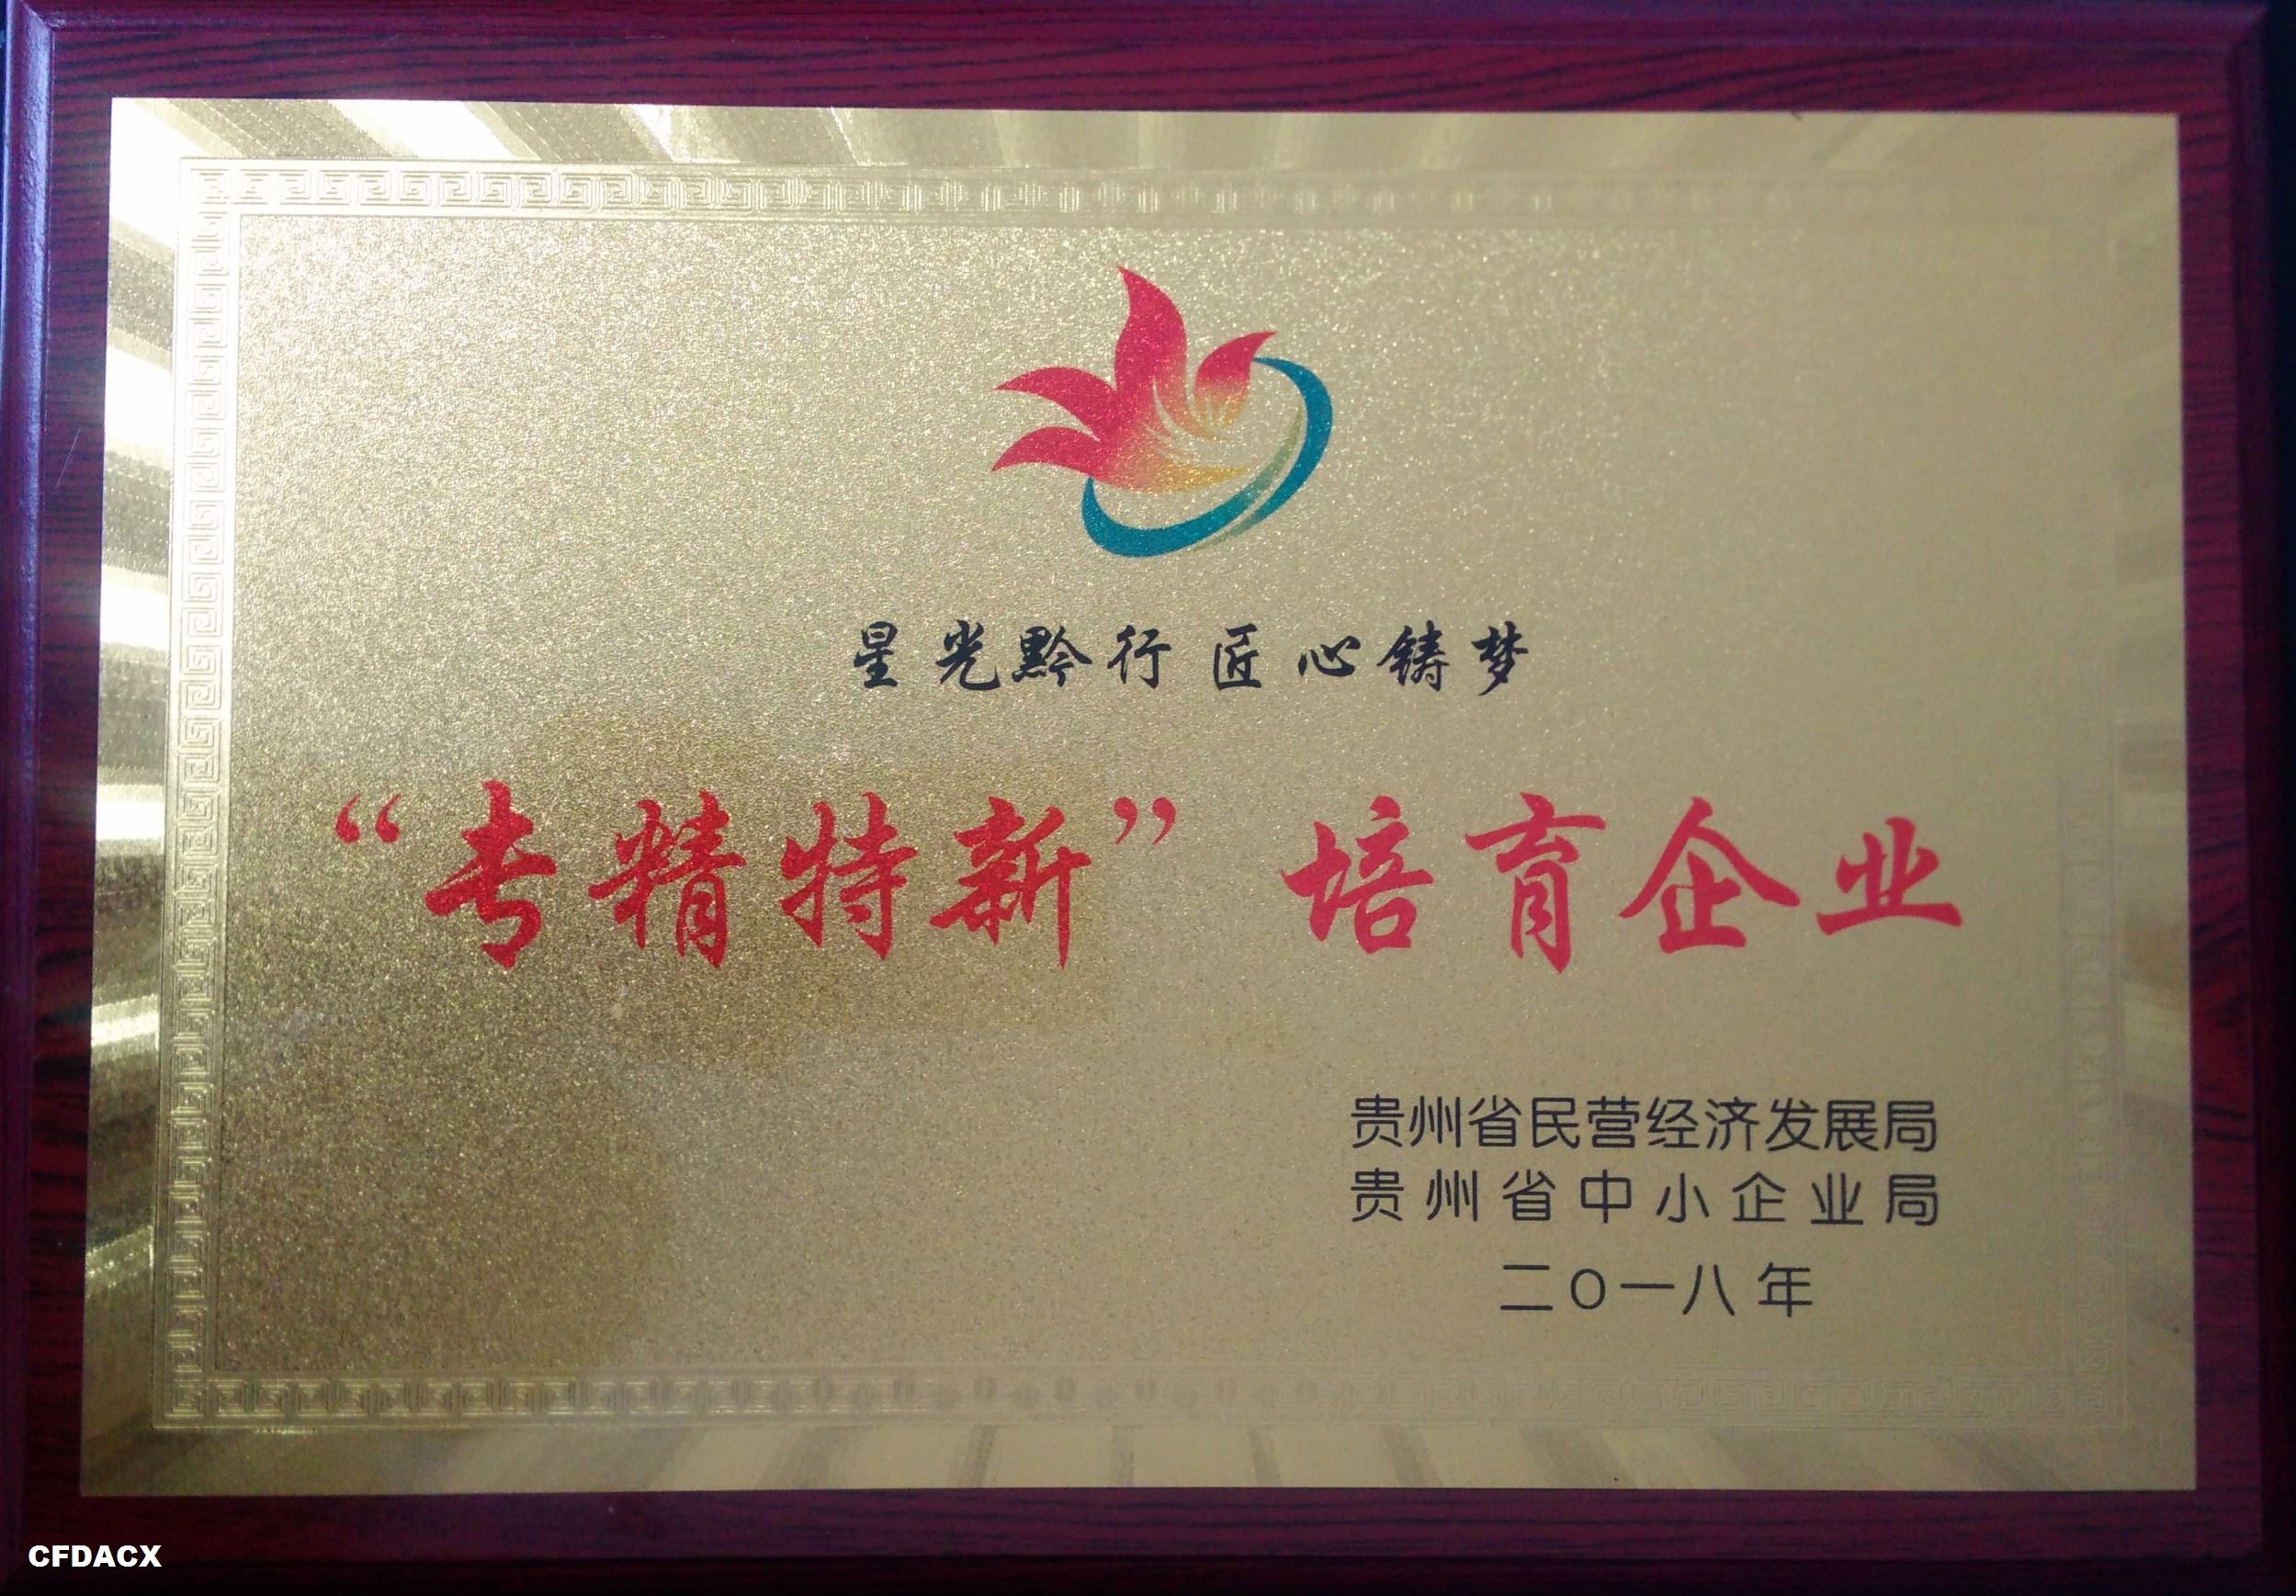 星光黔行 匠心铸梦
“专精特新” 培育企业
贵州省民营经济发展局
贵州省中小企业局
二〇一八年
CFDACX